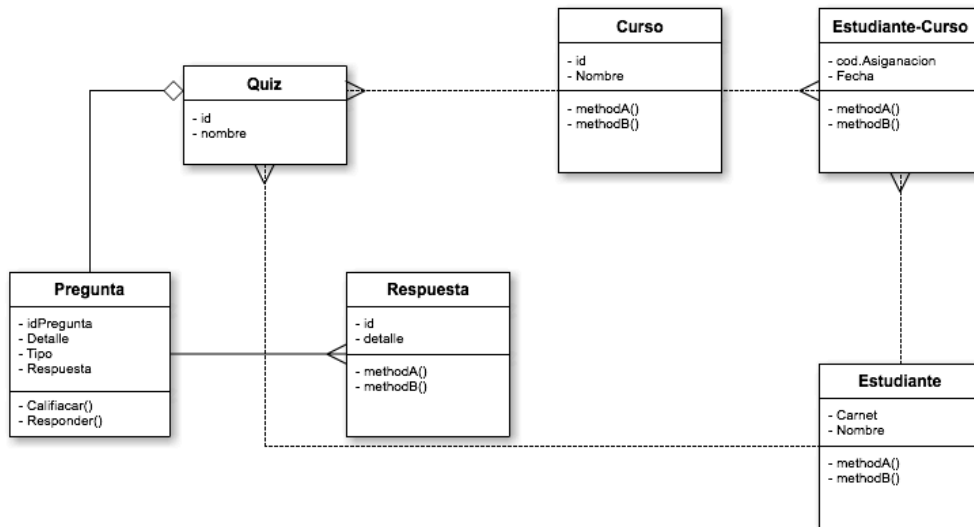 Curso
- id
- Nombre
- methodA()
- methodB()
Estudiante-Curso
- cod.Asiganacion
- Fecha
- methodA()
- methodB()
Quiz
- id
- nombre
Pregunta
- idPregunta
- Detalle
- Tipo
- Respuesta
- Califiacar()
- Responder()
Respuesta
- id
- detalle
- methodA()
- methodB()
Estudiante
- Carnet
- Nombre
- methodA()
- methodB()